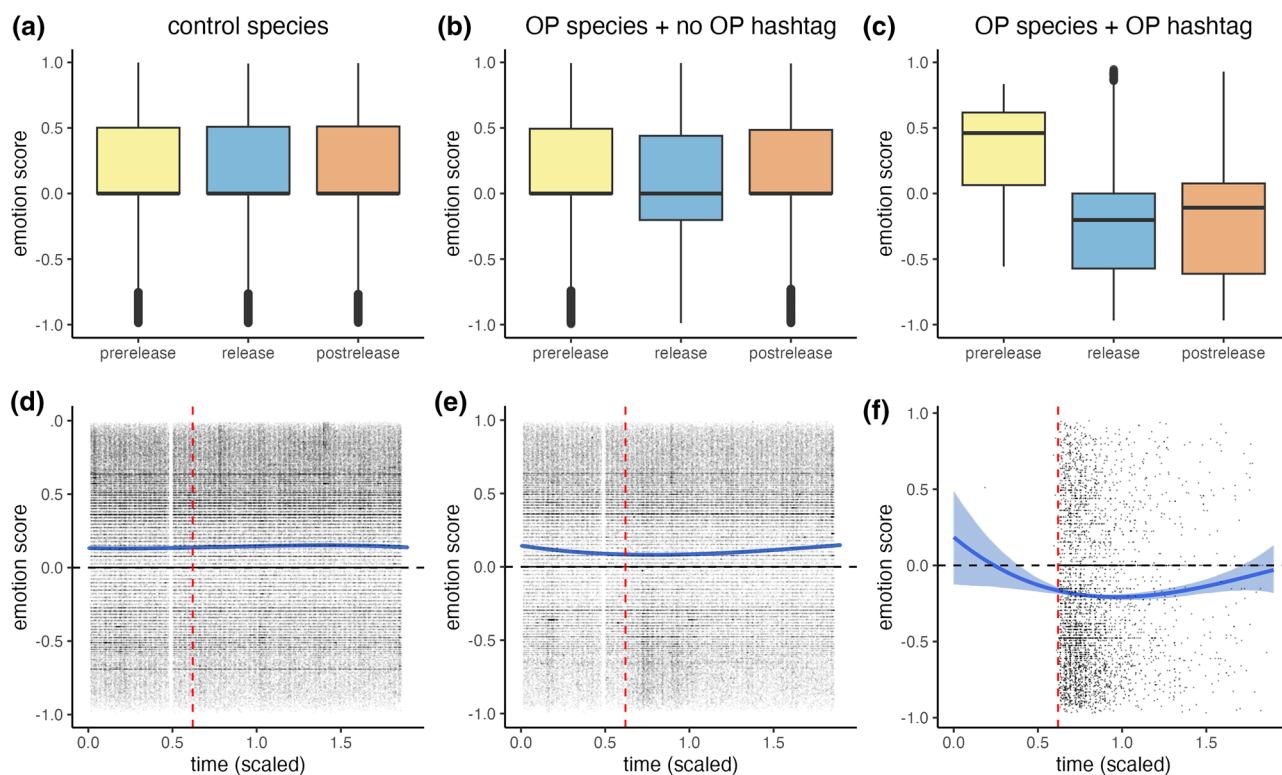 (a) control species
(b) OP species + no OP hashtag
(c) OP species + OP hashtag
emotion score
1.0
0.5
0.0
-0.5
-1.0
prerelease release postrelease
emotion score
1.0
0.5
0.0
-0.5
-1.0
prerelease release postrelease
emotion score
1.0
0.5
0.0
-0.5
-1.0
prerelease release postrelease
(d)
emotion score
.0
0.5
0.0
-0.5
-1.0
0.0 0.5 1.0 1.5
time (scaled)
(e)
emotion score
1.0
0.5
0.0
-0.5
-1.0
0.0 0.5 1.0 1.5
time (scaled)
(f)
emotion score
1.0
0.5
0.0
-0.5
-1.0
0.0 0.5 1.0 1.5
time (scaled)